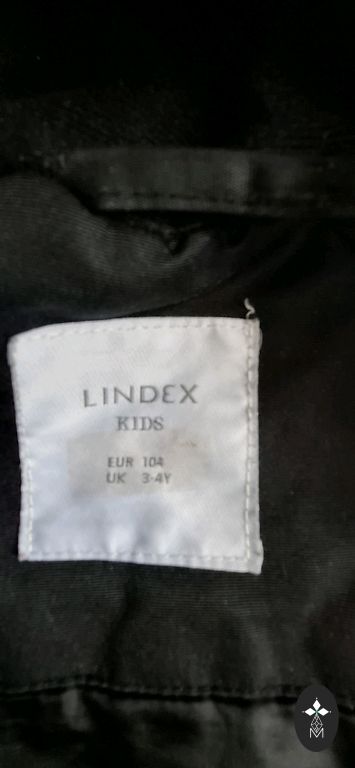 LINDEX
KIDS
EUR 104
UK 3-4Y
M